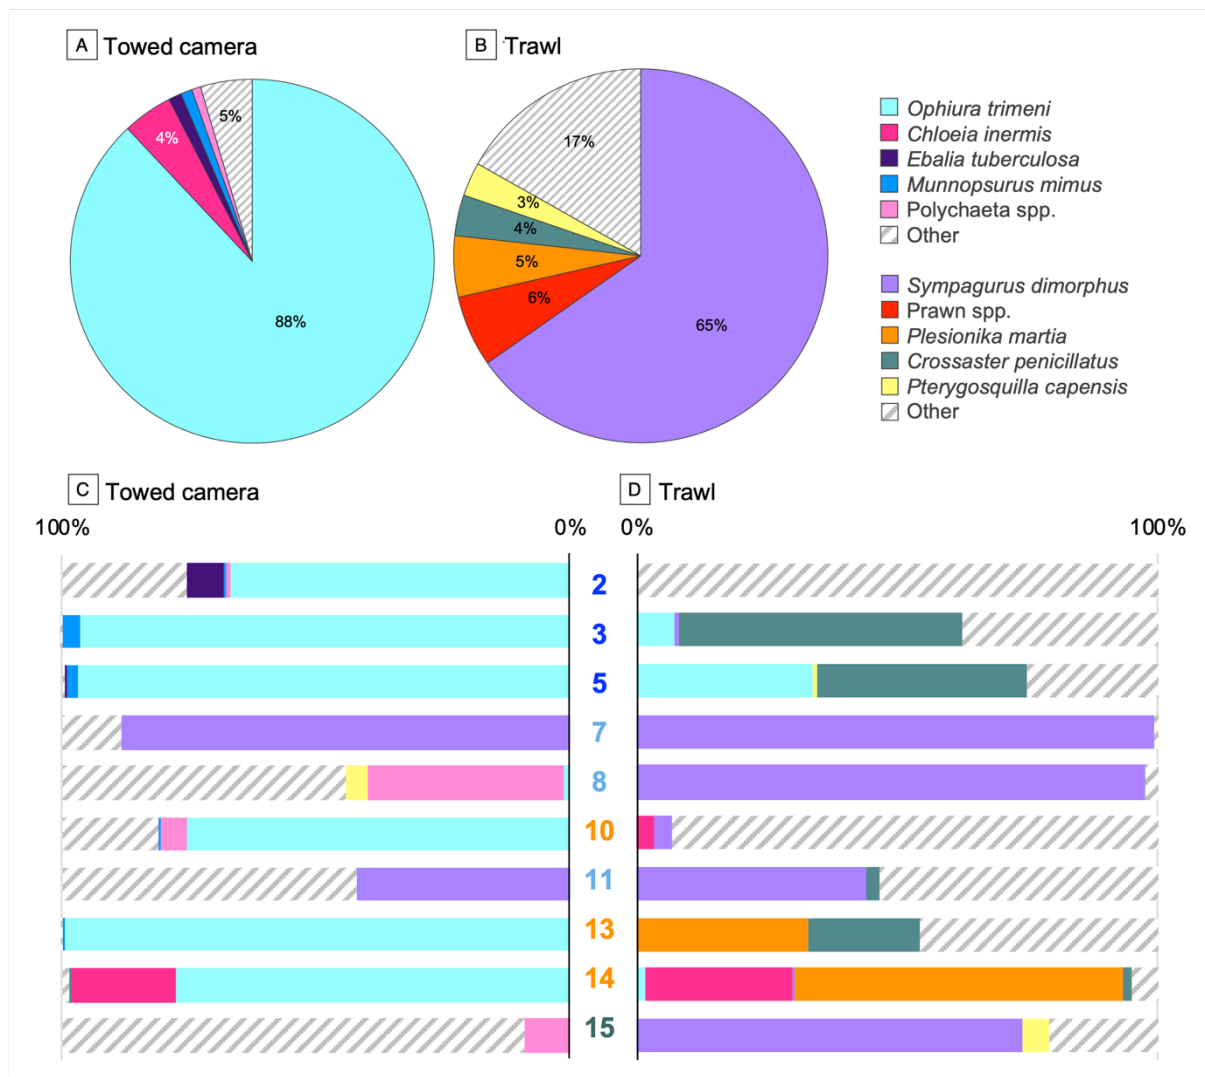 A Towed camera
B Trawl
5%
4%
88%
17%
3%
4%
5%
6%
65%
Ophiura trimeni
Chloeia inermis
Ebalia tuberculosa
Munnopsurus mimus
Polychaeta spp.
Other
Sympagurus dimorphus
Prawn spp.
Plesionika martia
Crossaster penicillatus
Pterygosquilla capensis
Other
C Towed camera
D Trawl
100% 0% 0% 100%
2
3
5
7
8
10
11
13
14
15